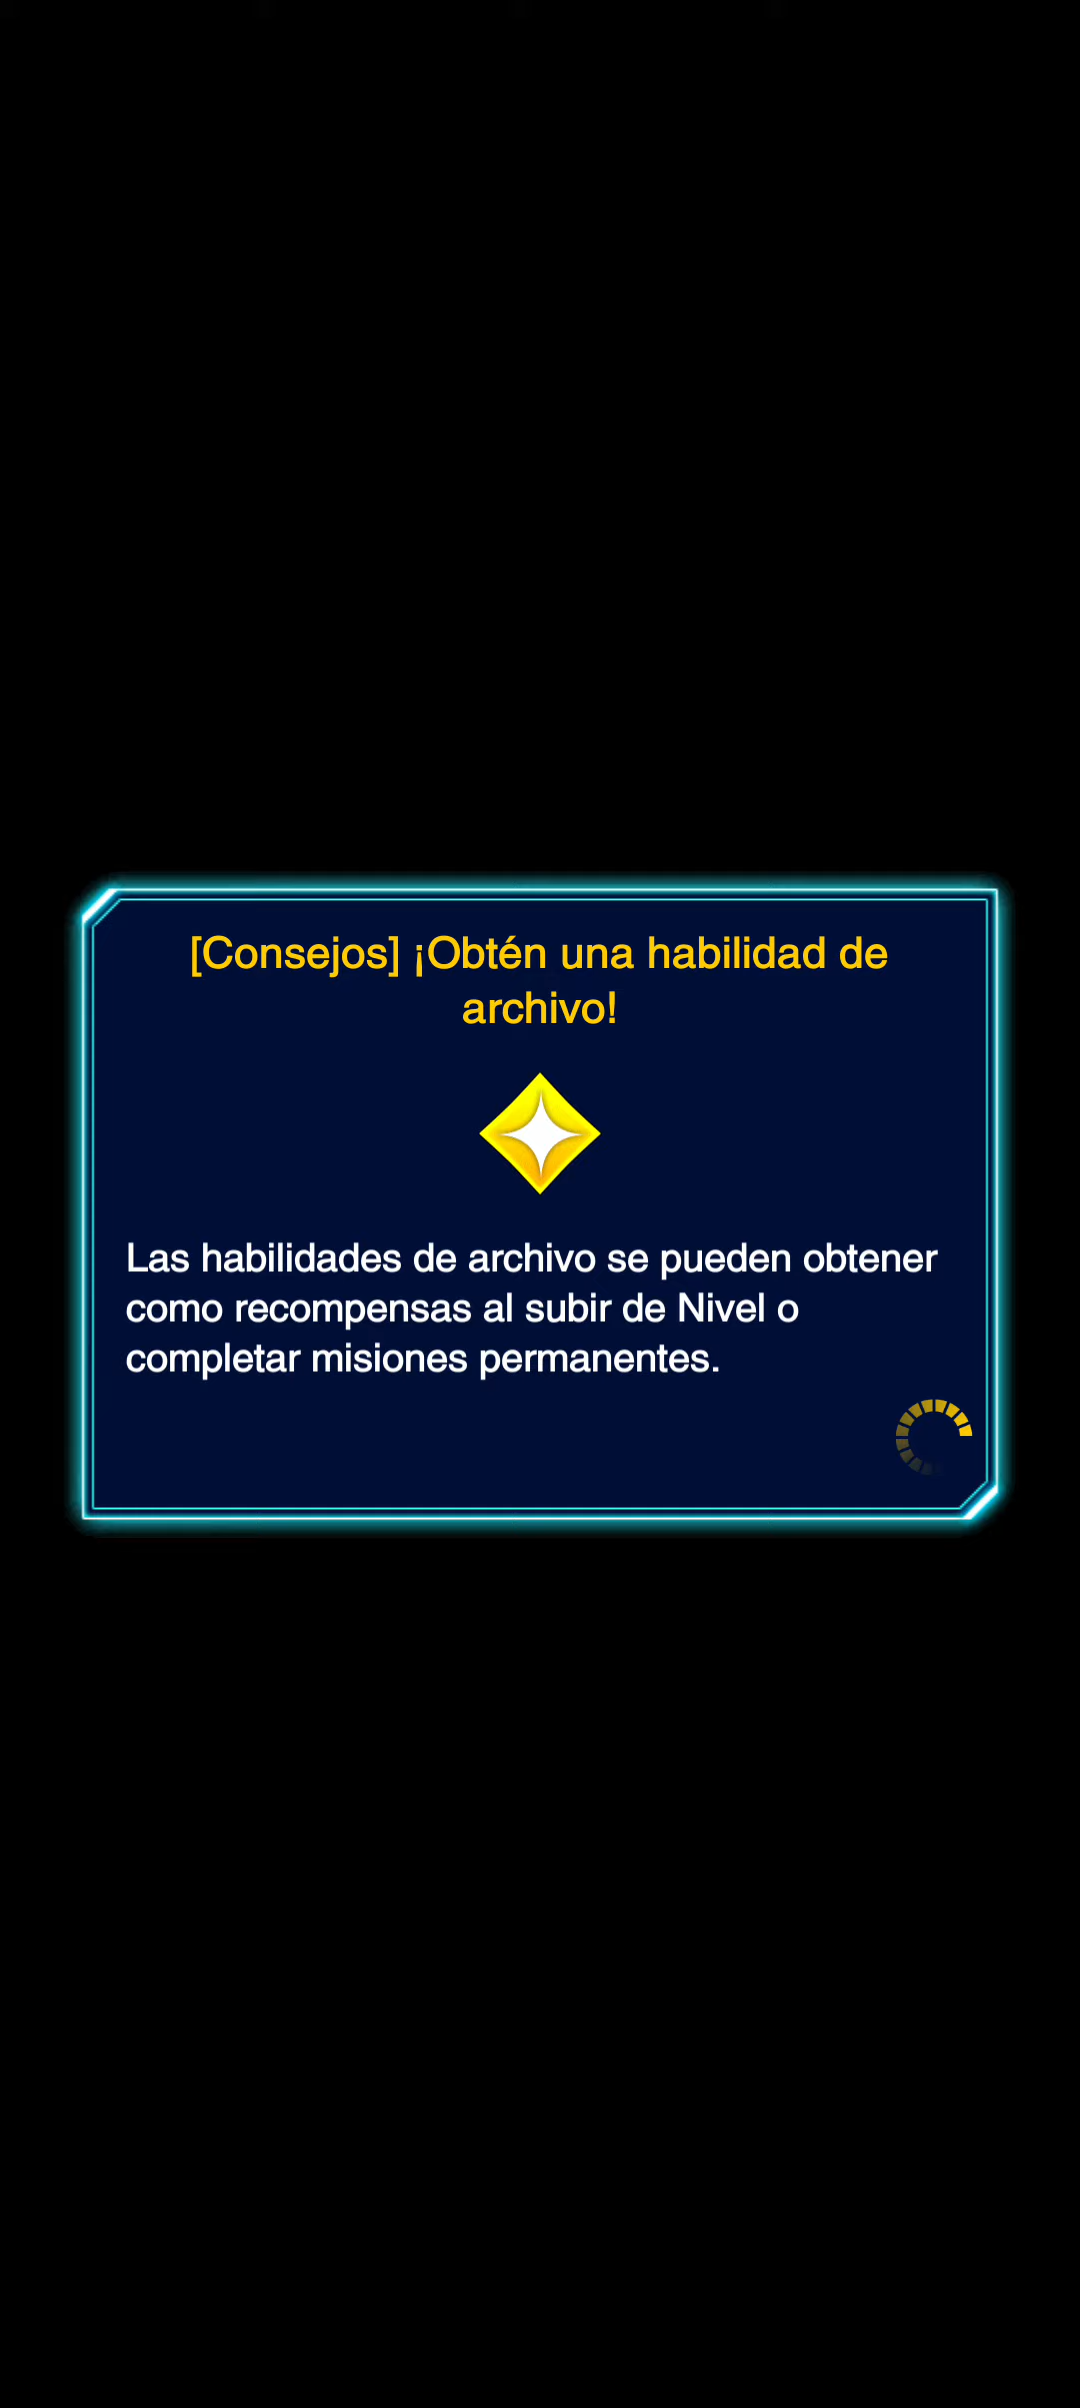 [Consejos] ¡Obtén una habilidad de
archivo!
Las habilidades de archivo se pueden obtener
como recompensas al subir de Nivel o
completar misiones permanentes.